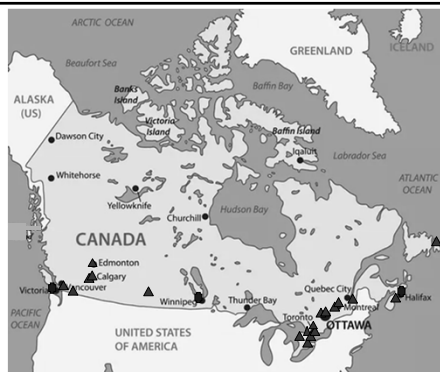 ARCTIC OCEAN
GREENLAND
ICELAND
Beaufort Sea
Baffin Bay
Banks
Island
ALASKA
(US)
Victoria
Island
Baffin Island
Dawson City
Iqaluit
Labrador Sea
Whitehorse
ATLANTIC
OCEAN
Yellowknife
Hudson Bay
Churchill
CANADA
Edmonton
Calgary
Quebec City
Victoria
Vancouver
Winnipeg
Thunder Bay
Halifax
Montreal
PACIFIC
OCEAN
Toronto
OTTAWA
UNITED STATES
OF AMERICA